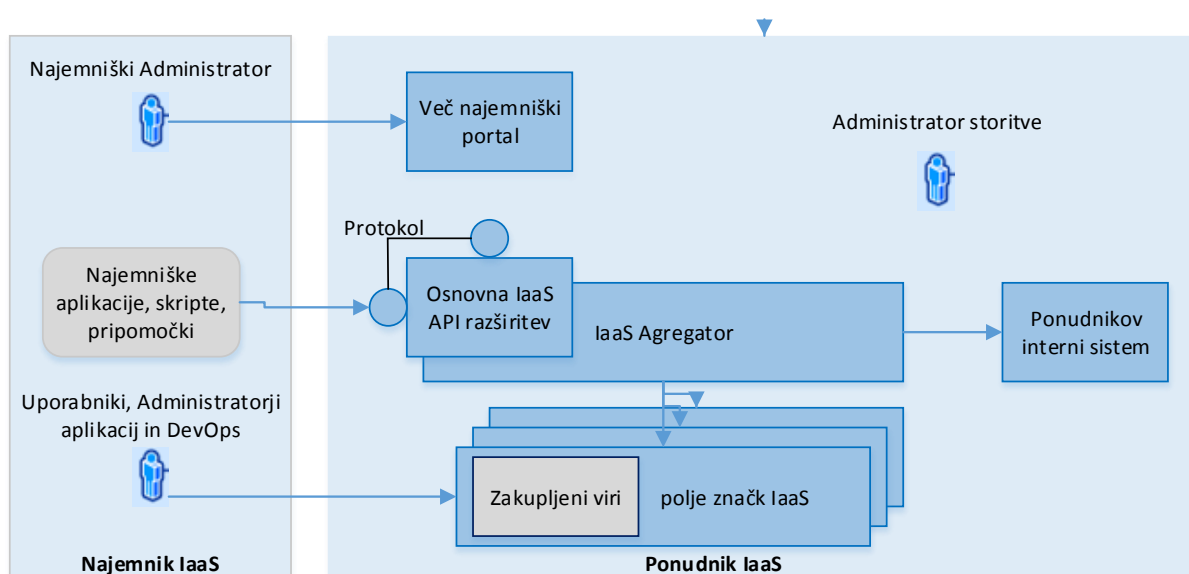 Najemniški Administrator
Več najemniški
portal
Administrator storitve
Protokol
Najemniške
aplikacije, skripte,
pripomočki
Osnovna IaaS
API razširitev
IaaS Agregator
Ponudnikov
interni sistem
Uporabniki, Administratorji
aplikacij in DevOps
Zakupljeni viri
polje značk IaaS
Najemnik IaaS
Ponudnik IaaS